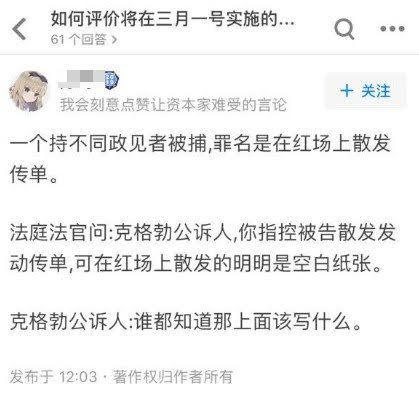 如何评价将在三月一号实施的...
61 个回答 >
我会刻意点赞让资本家难受的言论
+ 关注
一个持不同政见者被捕,罪名是在红场上散发
传单。
法庭法官问:克格勃公诉人,你指控被告散发发
动传单,可在红场上散发的明明是空白纸张。
克格勃公诉人:谁都知道那上面该写什么。
发布于 12:03 · 著作权归作者所有